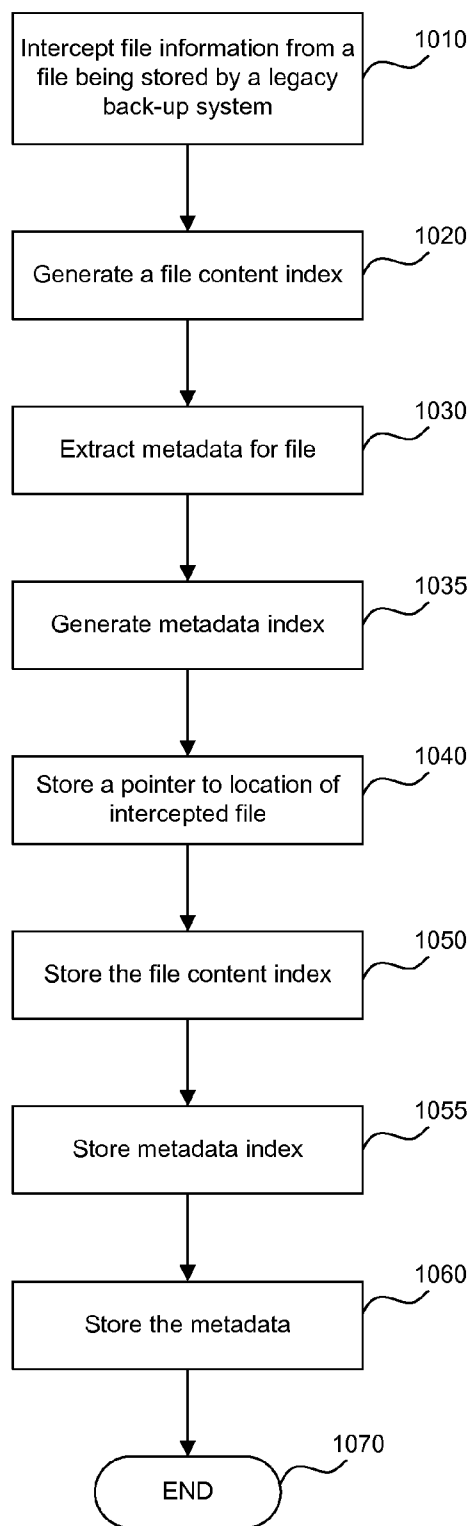 Intercept file information from a
file being stored by a legacy
back-up system
1010
1020
Generate a file content index
1030
Extract metadata for file
1035
Generate metadata index
1040
Store a pointer to location of
intercepted file
1050
Store the file content index
1055
Store metadata index
1060
Store the metadata
1070
END